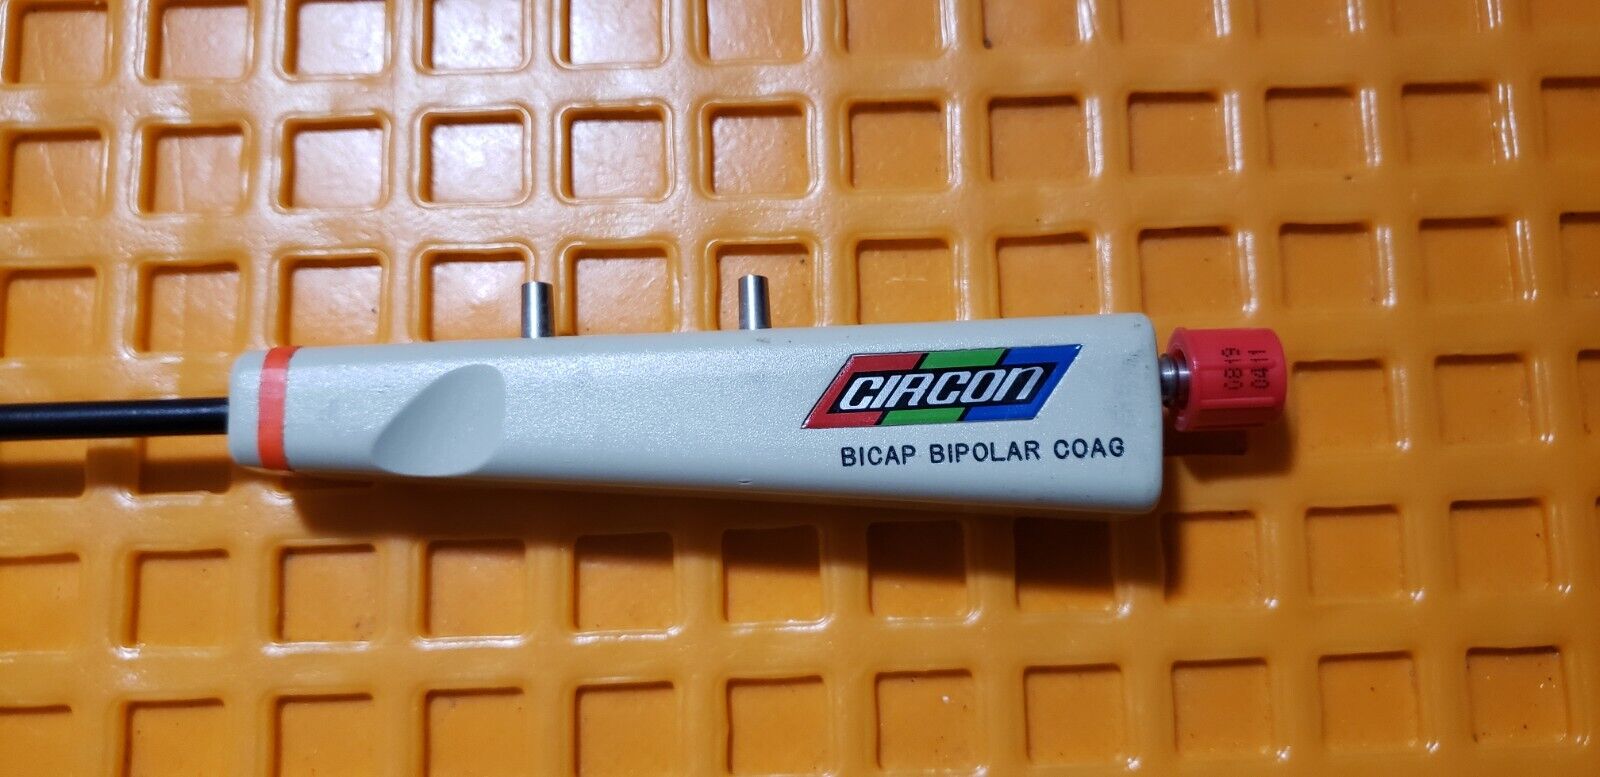 CIRCON
BICAP BIPOLAR COAG
0819
0411